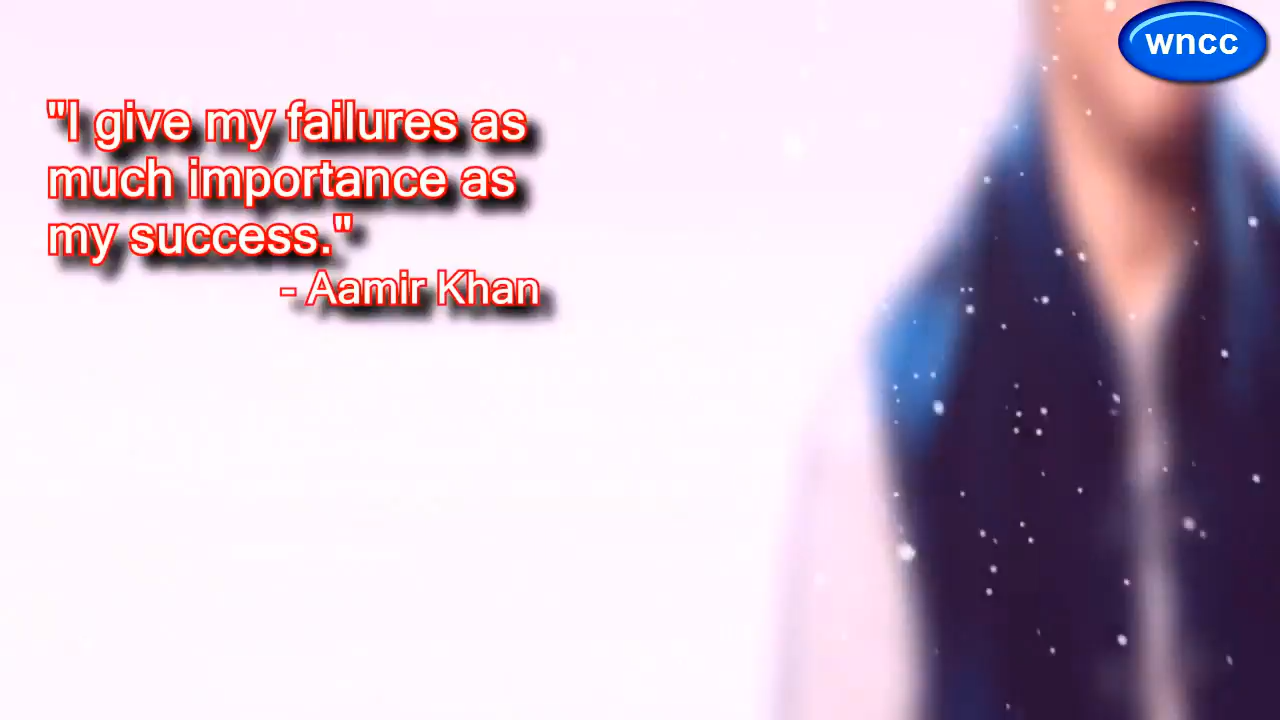 wncc
"I give my failures as
much importance as
my success."
- Aamir Khan